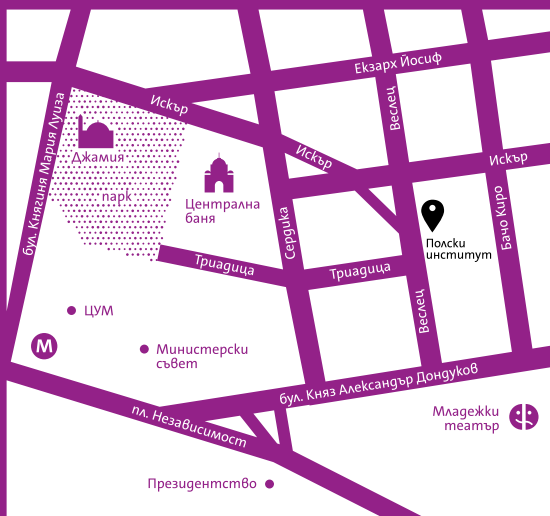 Екзарх Йосиф
Искър
Веслец
Джамия
Искър
Искър
парк
Централна
баня
бул. Княгиня Мария Луиза
Сердика
Бачо Киро
Полски
институт
Триадица
Триадица
Веслец
ЦУМ
М
Министерски
съвет
бул. Княз Александър Дондуков
пл. Независимост
Младежки
театър
Президентство